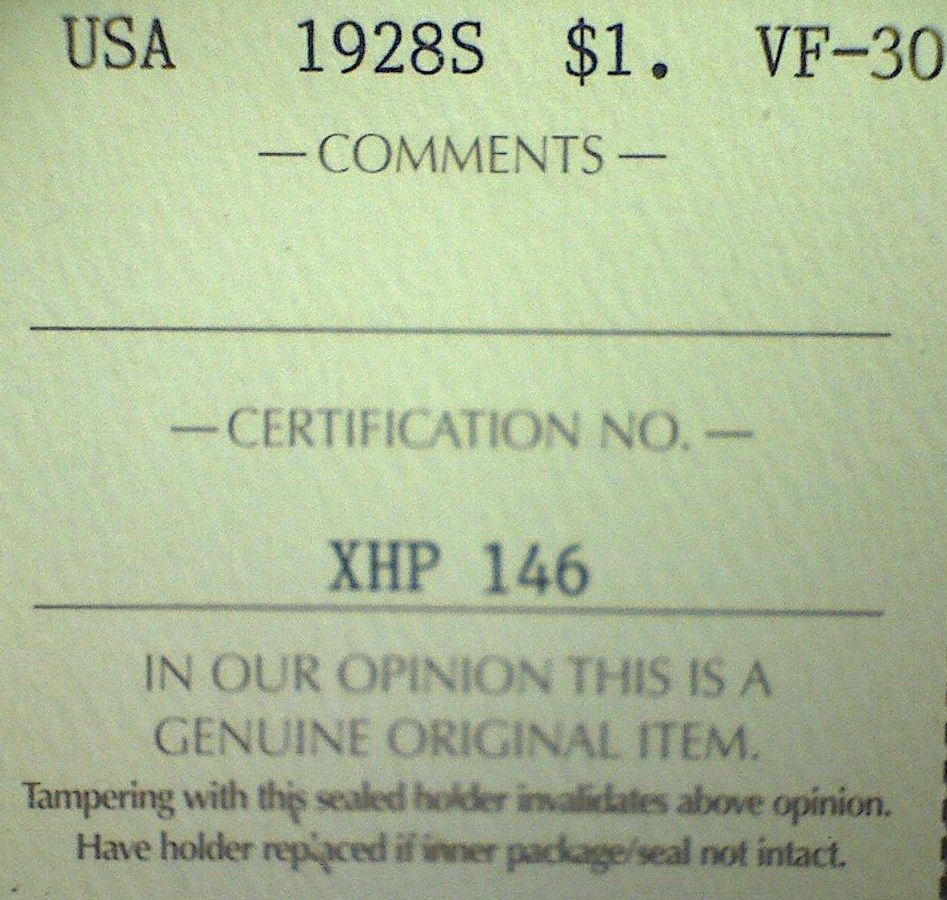 USA 1928S $1. VF-30
— COMMENTS —
— CERTIFICATION NO. —
XHP 146
IN OUR OPINION THIS IS A
GENUINE ORIGINAL ITEM.
Tampering with this sealed holder invalidates above opinion.
Have holder replaced if inner package/seal not intact.